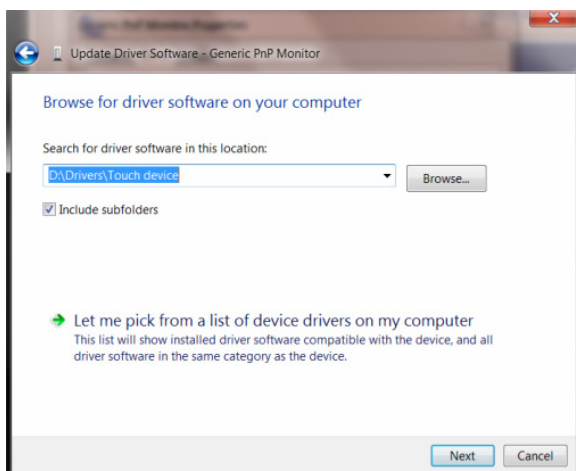 Update Driver Software - Generic PnP Monitor
Browse for driver software on your computer
Search for driver software in this location:
D:\Drivers\Touch device
Browse...
Include subfolders
Let me pick from a list of device drivers on my computer
This list will show installed driver software compatible with the device, and all
driver software in the same category as the device.
Next
Cancel